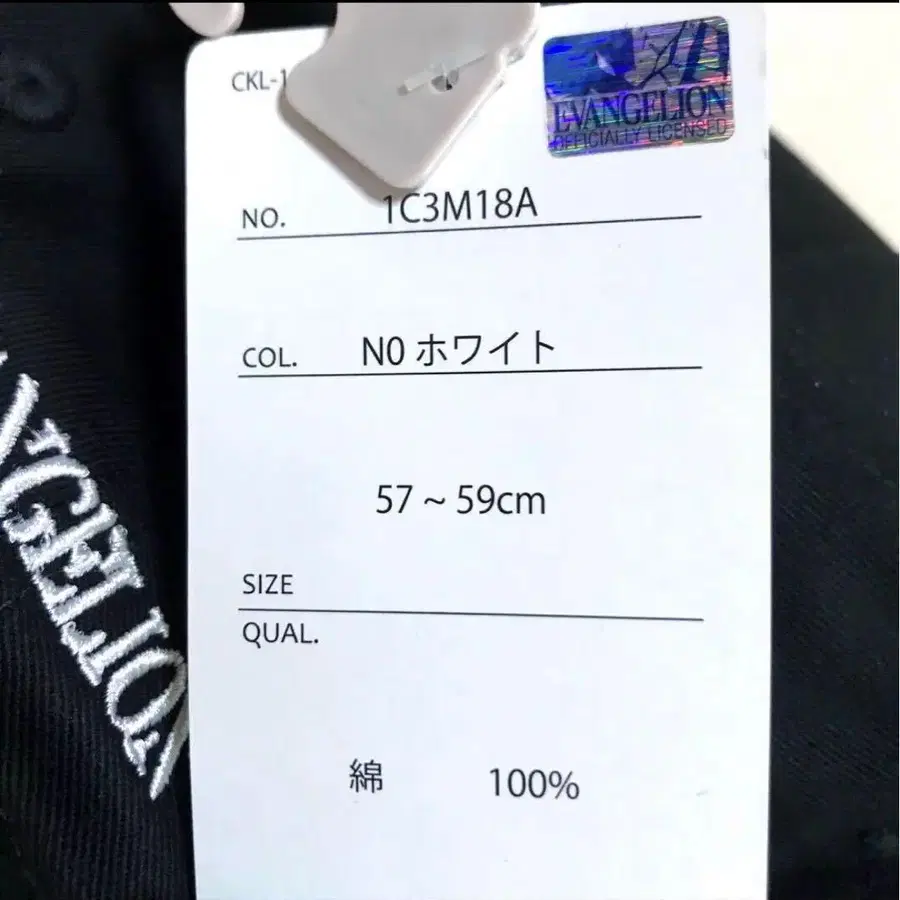 CKL-1
EVANGELION
OFFICIALLY LICENSED
NO. 1C3M18A
COL. N0 ホワイト
57 ~ 59cm
SIZE
QUAL.
綿 100%
NGELION